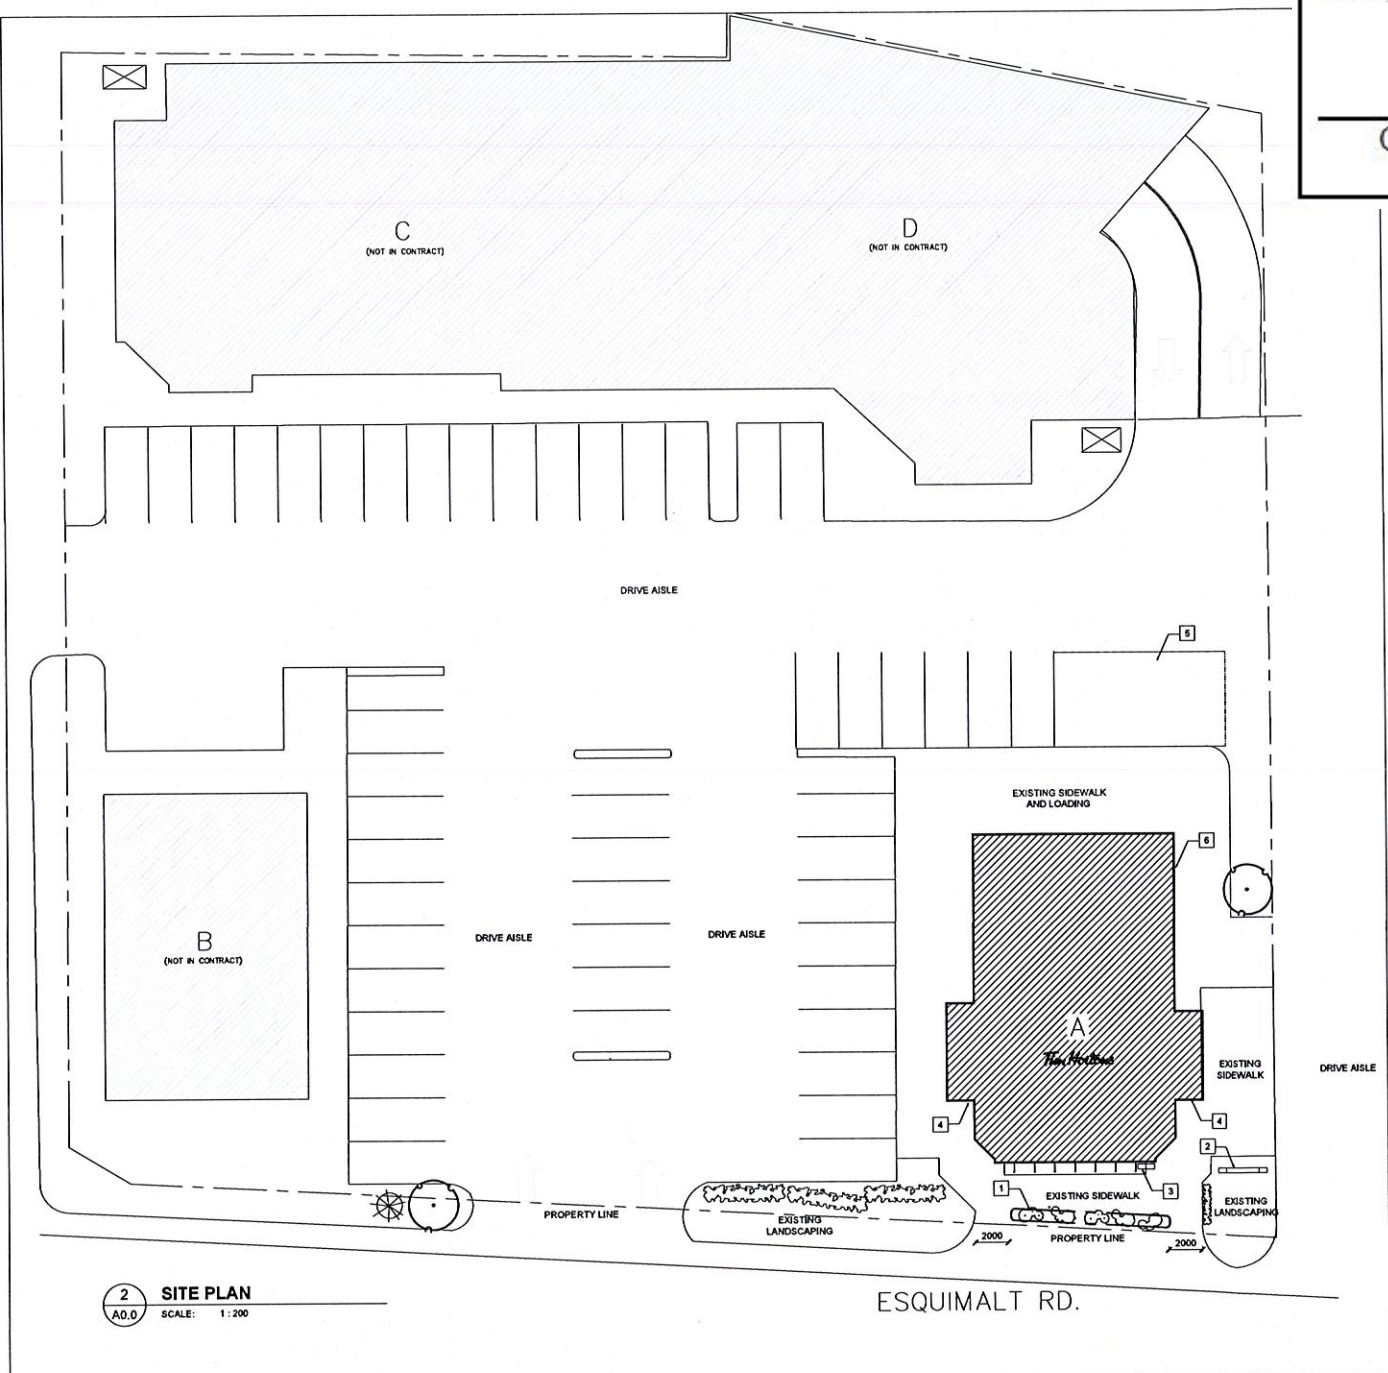 C
(NOT IN CONTRACT)
D
(NOT IN CONTRACT)
DRIVE AISLE
5
EXISTING SIDEWALK
AND LOADING
6
B
(NOT IN CONTRACT)
DRIVE AISLE
DRIVE AISLE
A
Tim Hortons
EXISTING
SIDEWALK
DRIVE AISLE
4
4
2
3
1
EXISTING SIDEWALK
EXISTING
LANDSCAPING
PROPERTY LINE
EXISTING
LANDSCAPING
2000
PROPERTY LINE
2000
2
A0.0
SITE PLAN
SCALE: 1 : 200
ESQUIMALT RD.